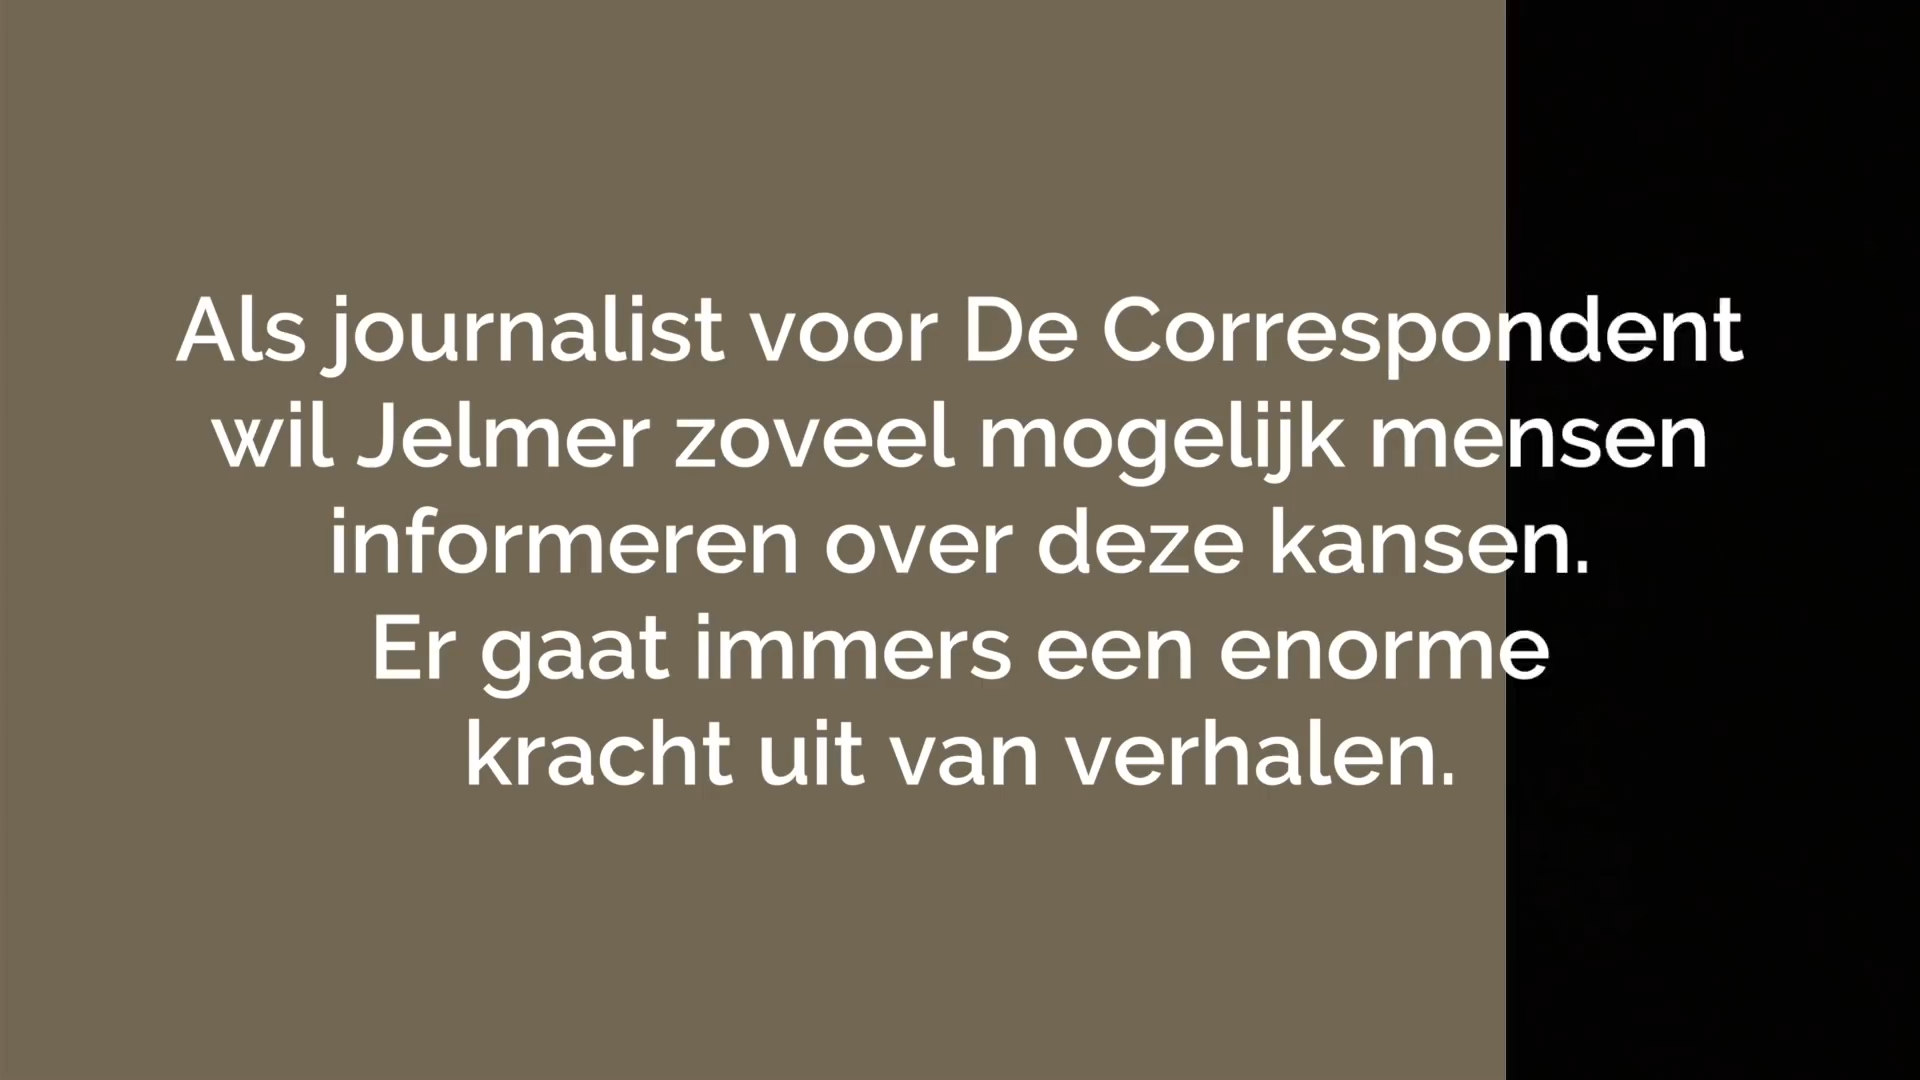 Als journalist voor De Correspondent
wil Jelmer zoveel mogelijk mensen
informeren over deze kansen.
Er gaat immers een enorme
kracht uit van verhalen.